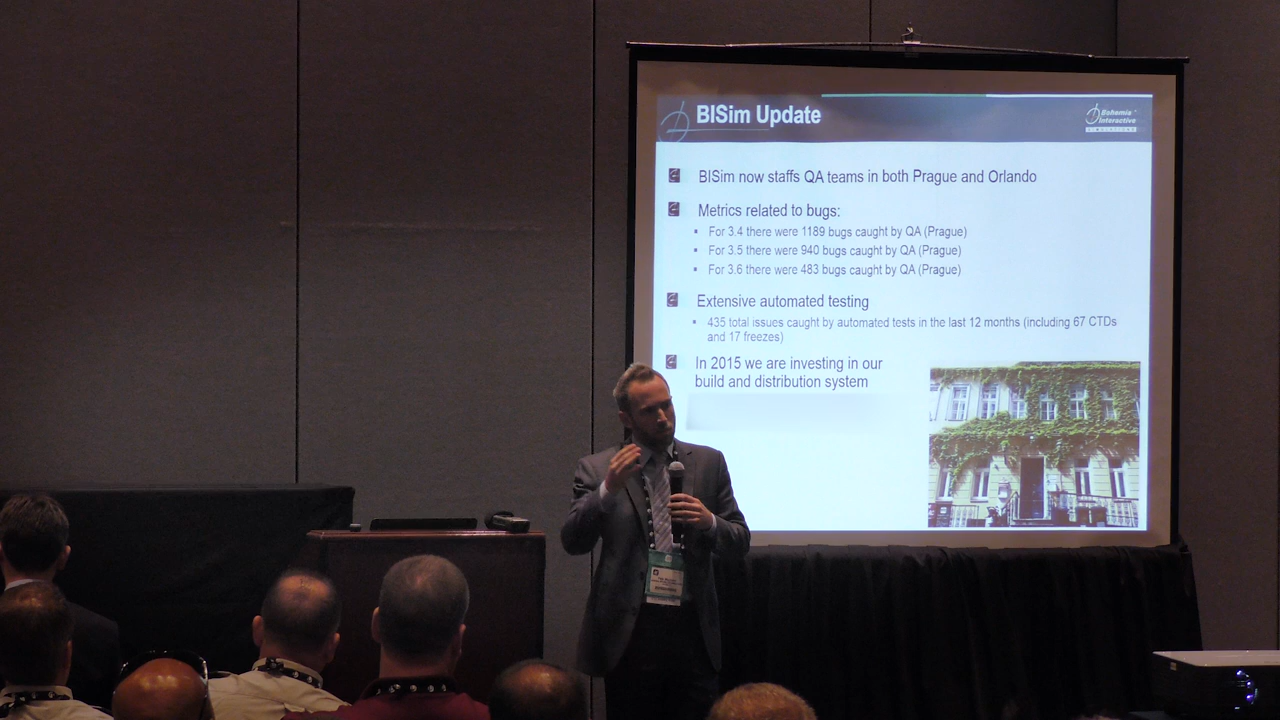 BISim Update
Bohemia
Interactive
SIMULATIONS
BISim now staffs QA teams in both Prague and Orlando
Metrics related to bugs:
For 3.4 there were 1189 bugs caught by QA (Prague)
For 3.5 there were 940 bugs caught by QA (Prague)
For 3.6 there were 483 bugs caught by QA (Prague)
Extensive automated testing
435 total issues caught by automated tests in the last 12 months (including 67 CTDs
and 17 freezes)
In 2015 we are investing in our
build and distribution system